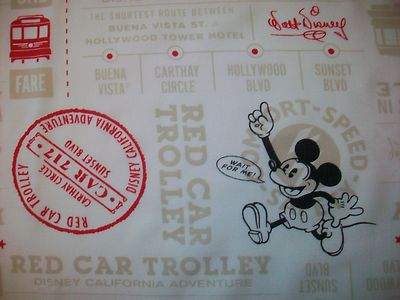 THE SHORTEST ROUTE BETWEEN
BUENA VISTA ST. &
HOLLYWOOD TOWER HOTEL
Walt Disney
FARE
BUENA VISTA
CARTHAY CIRCLE
HOLLYWOOD BLVD
SUNSET BLVD
RED CAR TROLLEY
WAIT FOR ME!
DISNEY CALIFORNIA ADVENTURE
RED CAR TROLLEY
CARTHAY CIRCLE
CAR 717
SUNSET BLVD
RED CAR TROLLEY
DISNEY CALIFORNIA ADVENTURE
SUNSET
BLVD